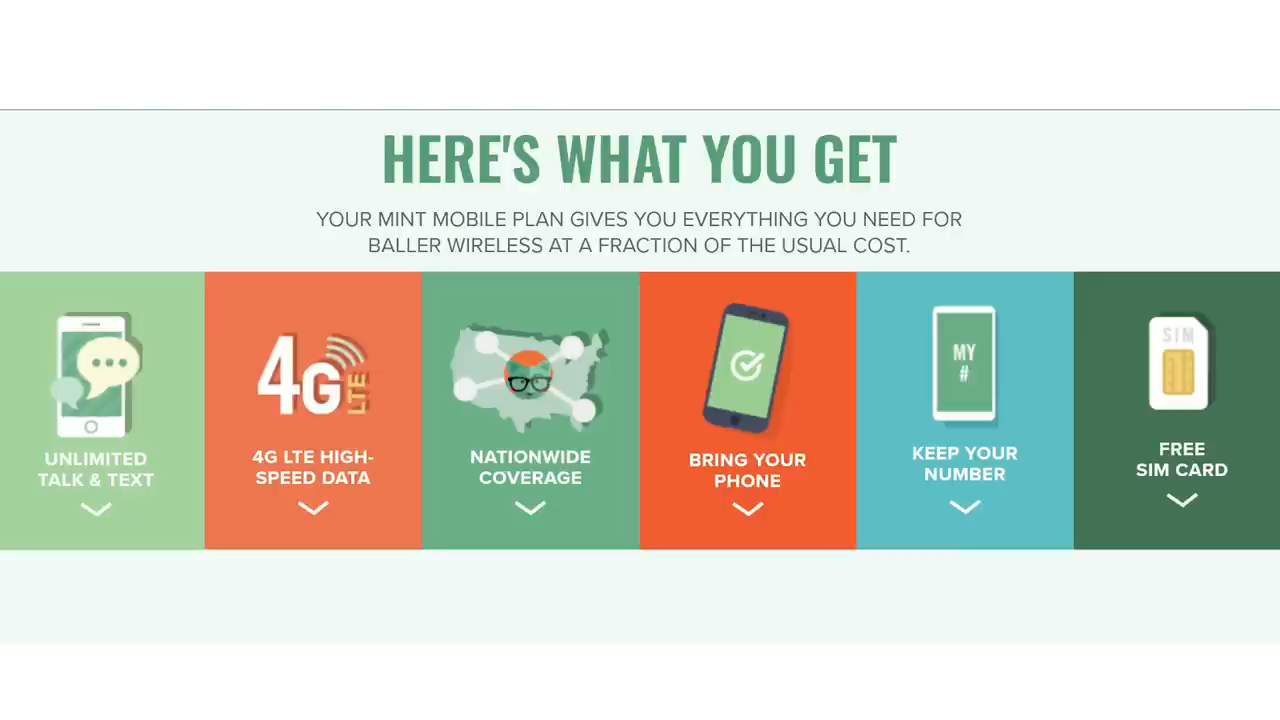 HERE'S WHAT YOU GET
YOUR MINT MOBILE PLAN GIVES YOU EVERYTHING YOU NEED FOR
BALLER WIRELESS AT A FRACTION OF THE USUAL COST.
UNLIMITED
TALK & TEXT
4G LTE
4G LTE HIGH-
SPEED DATA
NATIONWIDE
COVERAGE
BRING YOUR
PHONE
MY
#
KEEP YOUR
NUMBER
SIM
FREE
SIM CARD